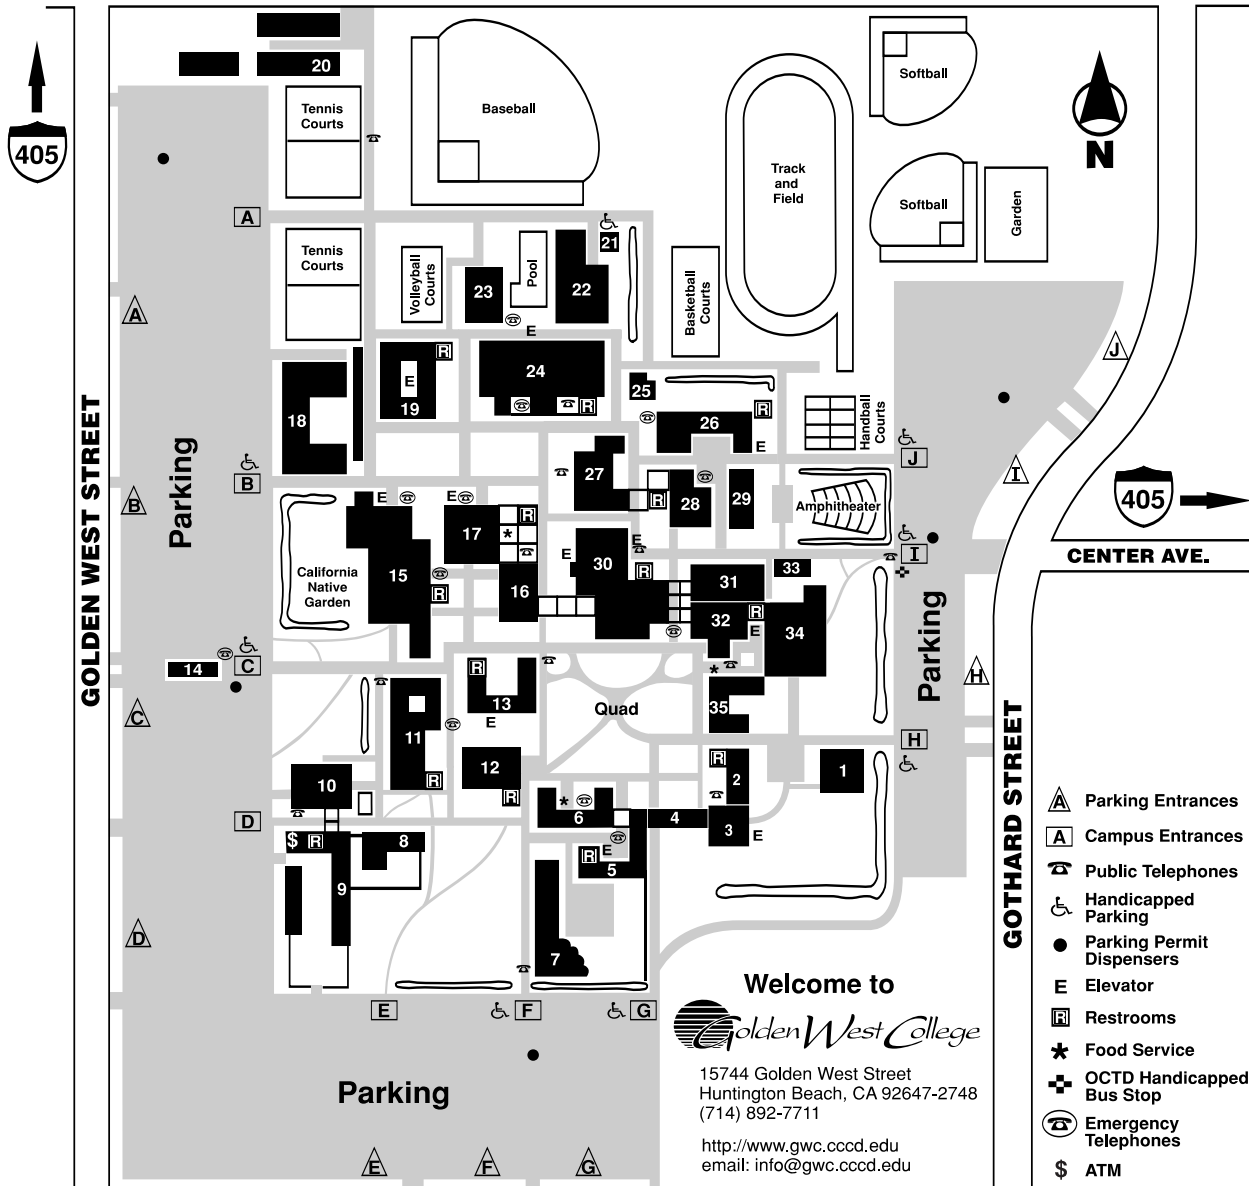 20
405
N
Tennis
Courts
Baseball
Softball
Track
and
Field
Softball
Garden
A
21
Tennis
Courts
Volleyball
Courts
Pool
23
22
Basketball
Courts
A
E
J
R
24
E
19
R
25
26
R
E
18
Handball
Courts
J
GOLDEN WEST STREET
Parking
B
B
27
28
29
R
I
405
Amphitheater
E
E
17
R
*
E
E
30
I
CENTER AVE.
California
Native
Garden
15
R
16
R
31
33
32
R
E
34
Parking
14
C
R
13
E
*
35
H
GOTHARD STREET
Quad
C
11
R
12
R
H
R
2
1
10
D
*
6
4
3
E
$
R
8
9
R
E
5
D
7
E
F
G
Parking
E
F
G
Welcome to
Golden West College
15744 Golden West Street
Huntington Beach, CA 92647-2748
(714) 892-7711
http://www.gwc.cccd.edu
email: info@gwc.cccd.edu
A Parking Entrances
A Campus Entrances
Public Telephones
Handicapped
Parking
Parking Permit
Dispensers
E Elevator
R Restrooms
* Food Service
OCTD Handicapped
Bus Stop
Emergency
Telephones
$ ATM